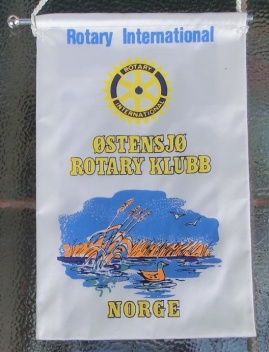 Rotary International
ROTARY
INTERNATIONAL
ØSTENSJØ
ROTARY KLUBB
NORGE